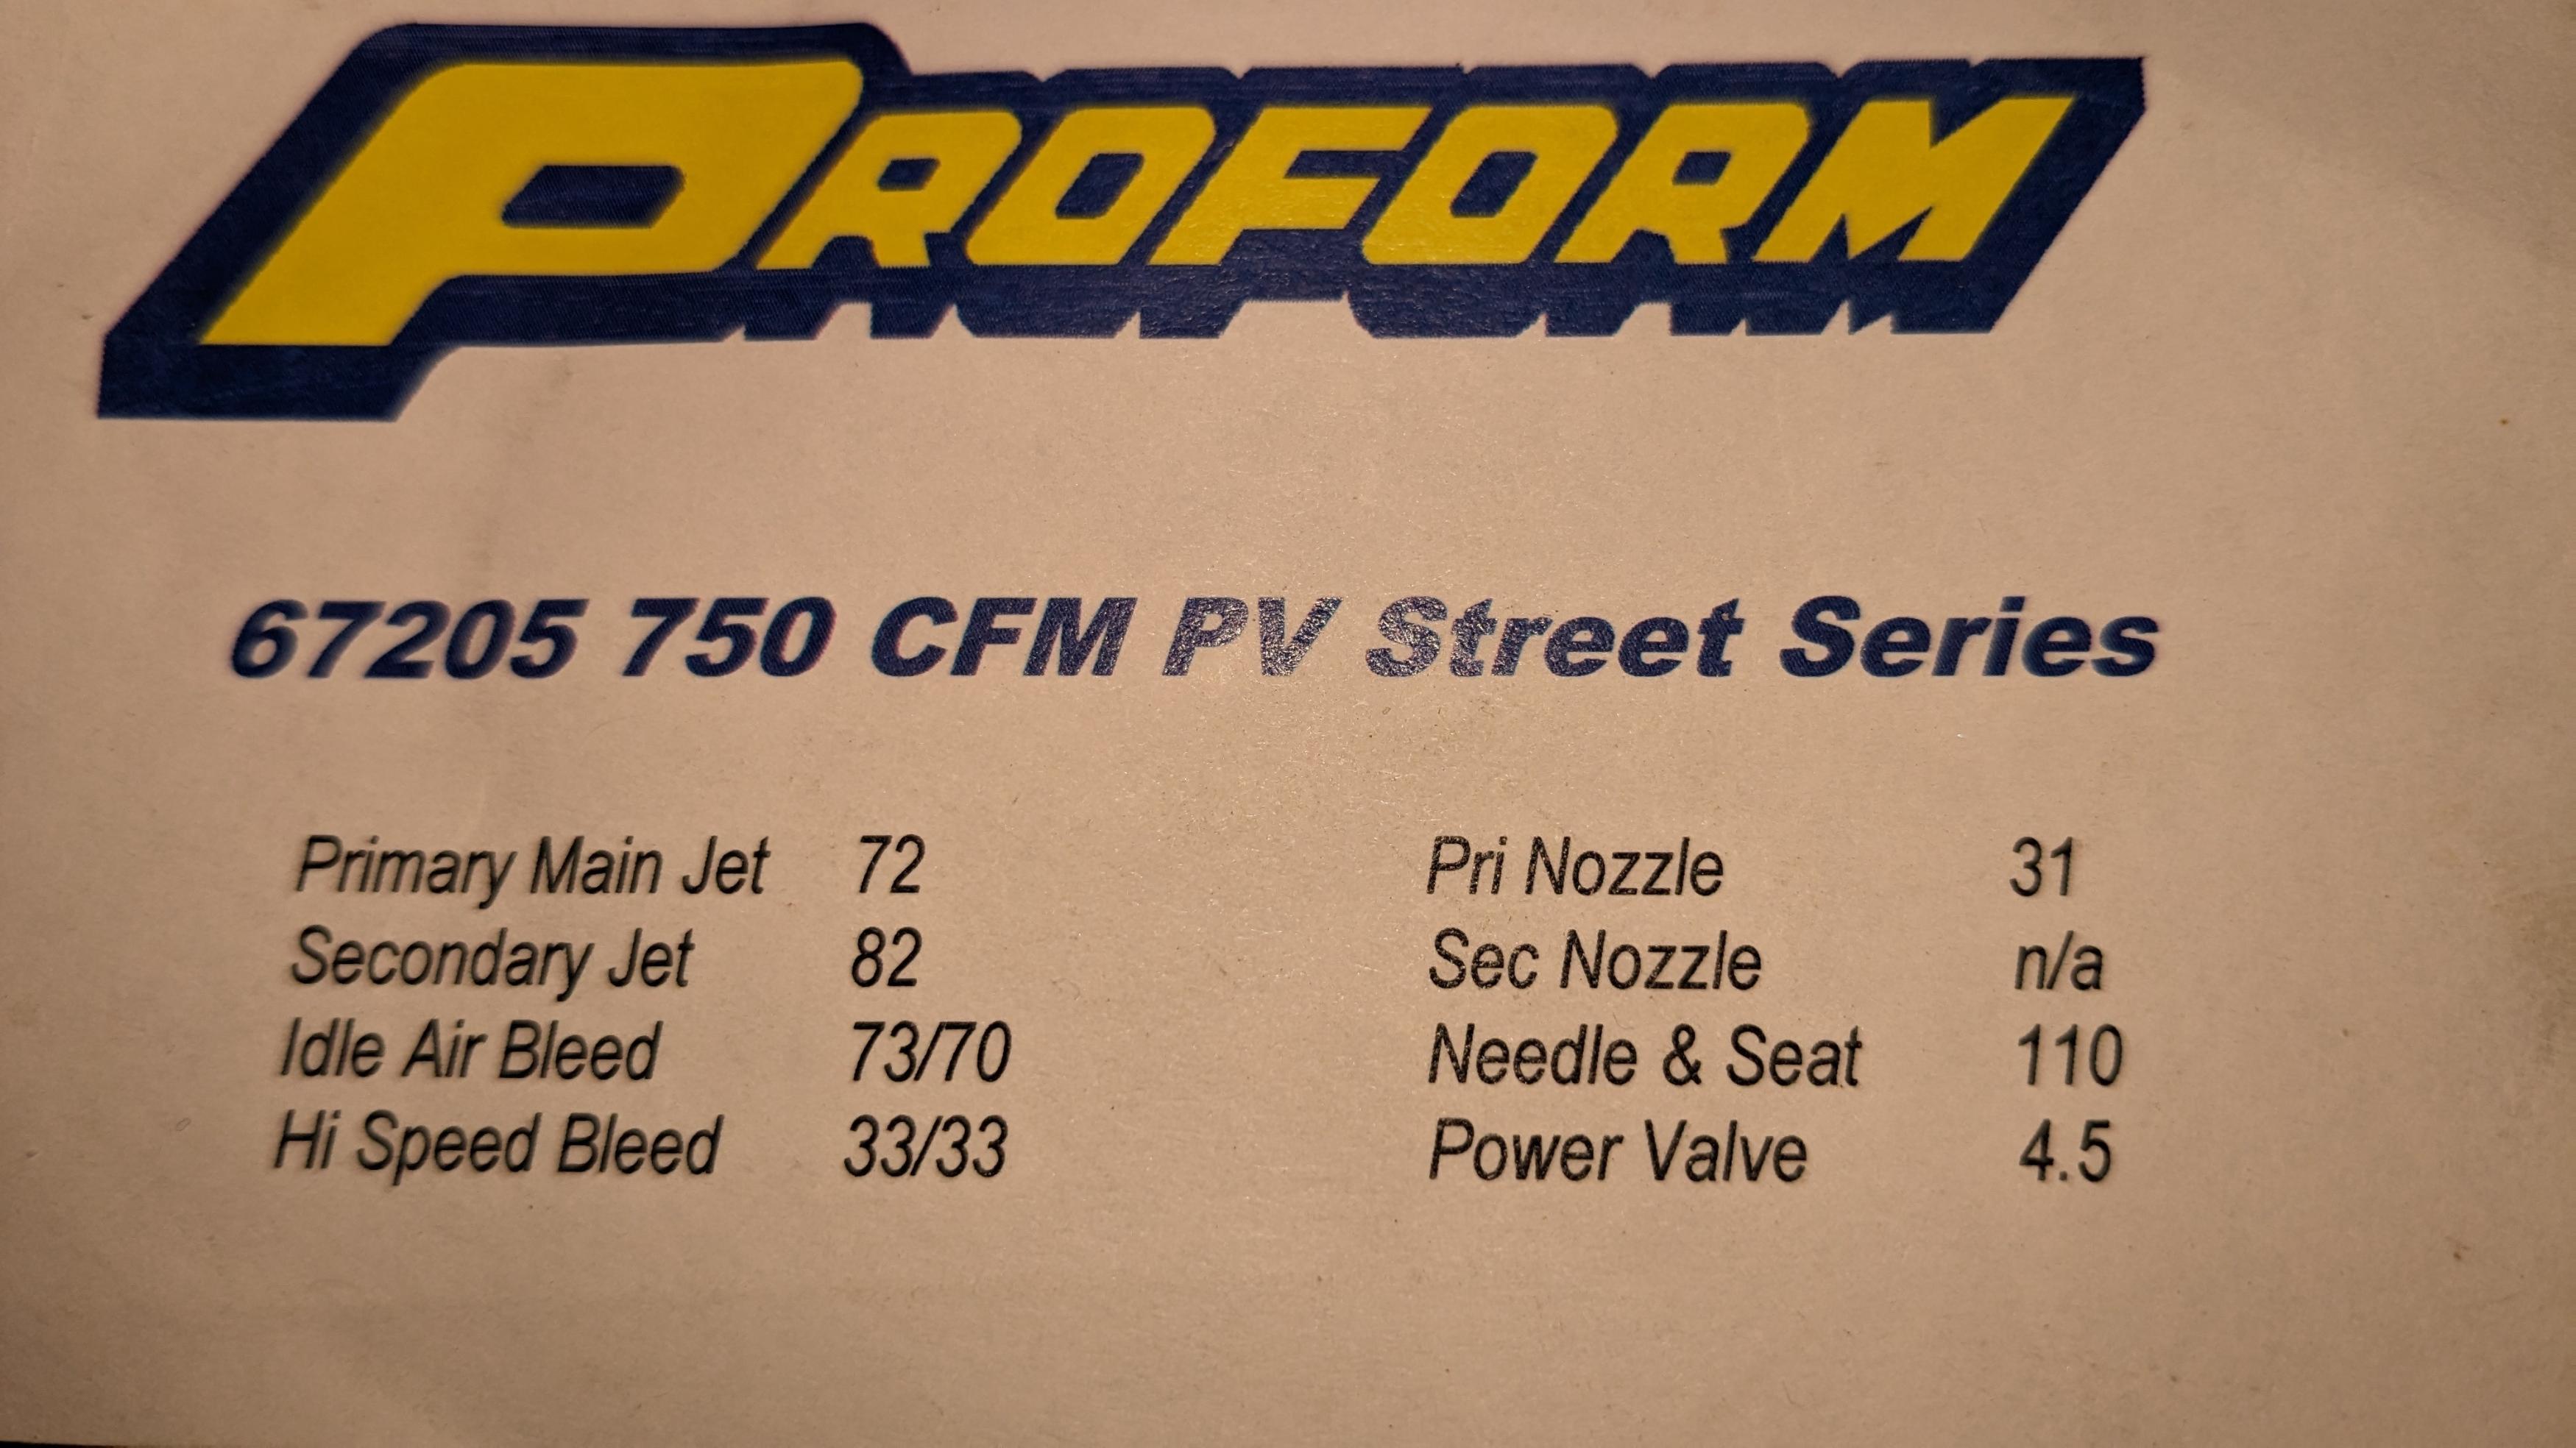 PROFORM
67205 750 CFM PV Street Series
Primary Main Jet 72 Pri Nozzle 31
Secondary Jet 82 Sec Nozzle n/a
Idle Air Bleed 73/70 Needle & Seat 110
Hi Speed Bleed 33/33 Power Valve 4.5